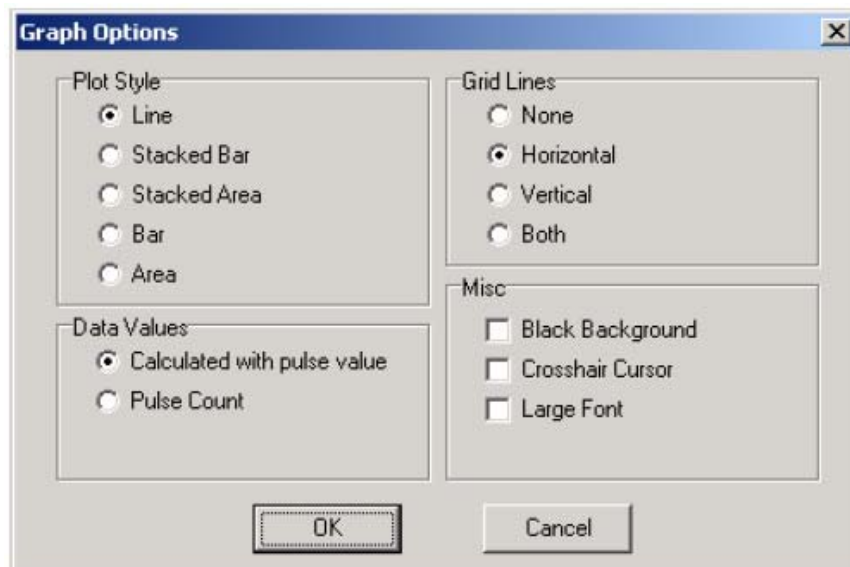 Graph Options
Plot Style
Line
Stacked Bar
Stacked Area
Bar
Area
Data Values
Calculated with pulse value
Pulse Count
Grid Lines
None
Horizontal
Vertical
Both
Misc
Black Background
Crosshair Cursor
Large Font
OK
Cancel